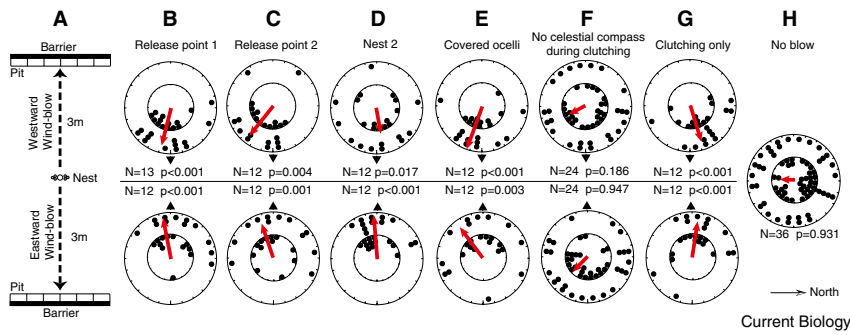 A B C D E F G H
Barrier
Pit
Westward
Wind-blow
3m
Nest
Eastward
Wind-blow
3m
Pit
Barrier
Release point 1
N=13 p<0.001
N=12 p<0.001
Release point 2
N=12 p=0.004
N=12 p=0.001
Nest 2
N=12 p=0.017
N=12 p<0.001
Covered ocelli
N=12 p<0.001
N=12 p=0.003
No celestial compass
during clutching
N=24 p=0.186
N=24 p=0.947
Clutching only
N=12 p<0.001
N=12 p<0.001
No blow
N=36 p=0.931
North
Current Biology